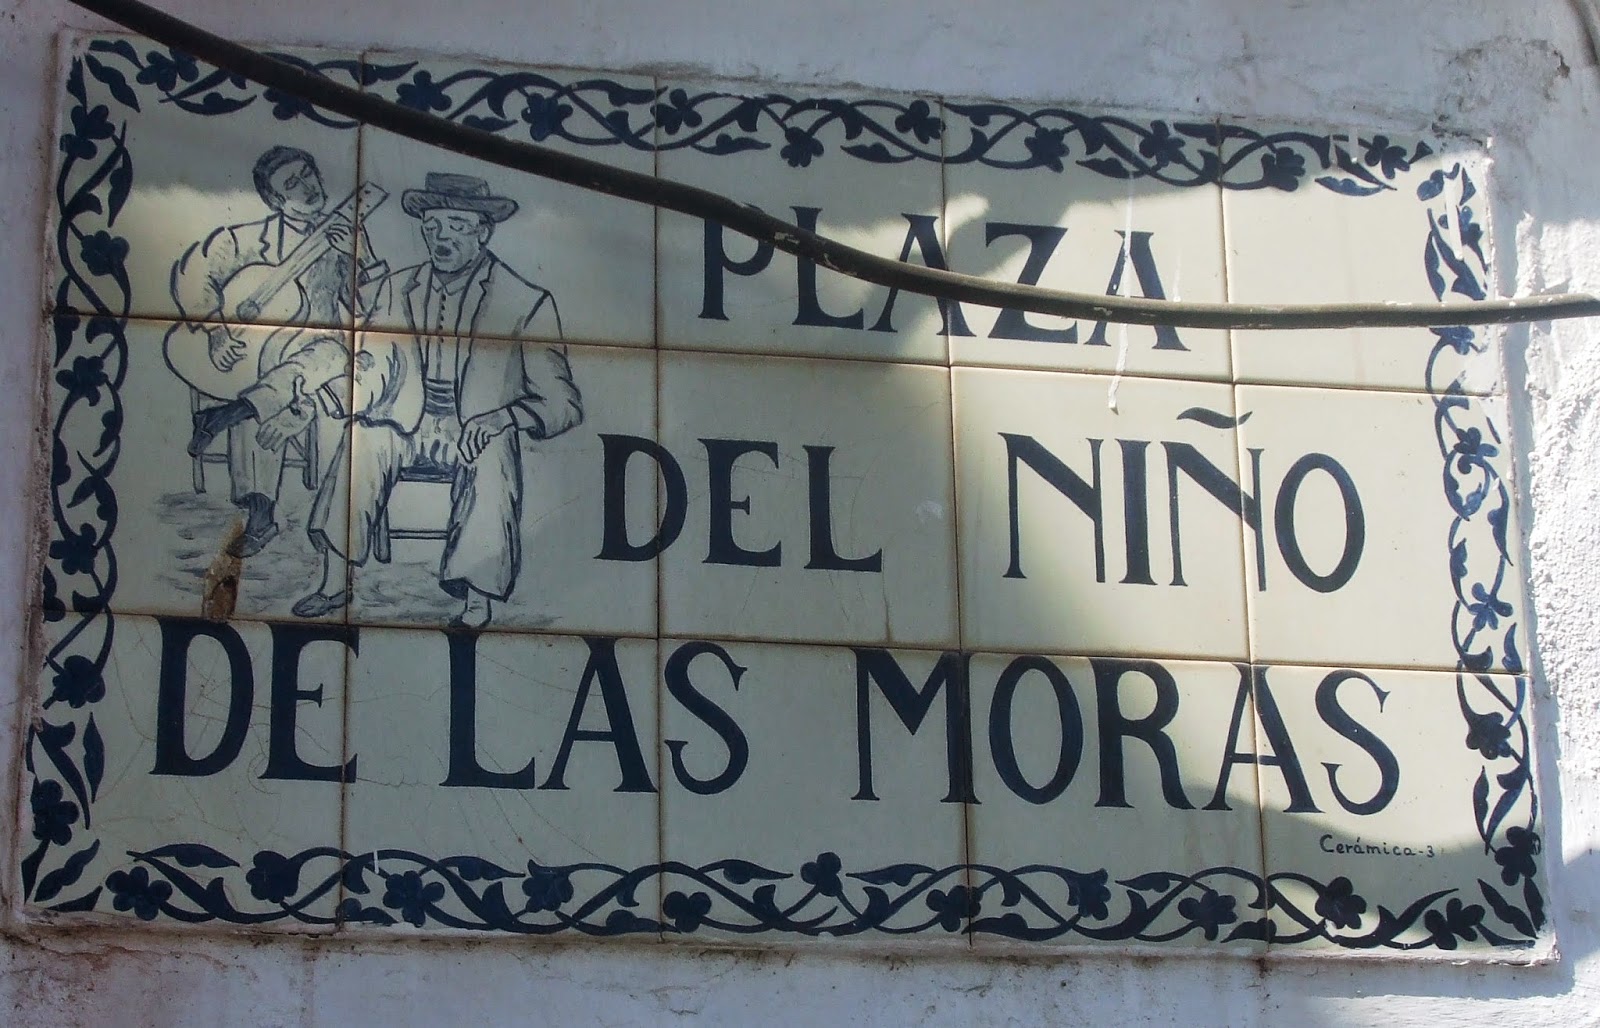 PLAZA
DEL NIÑO
DE LAS MORAS
Cerámica-3